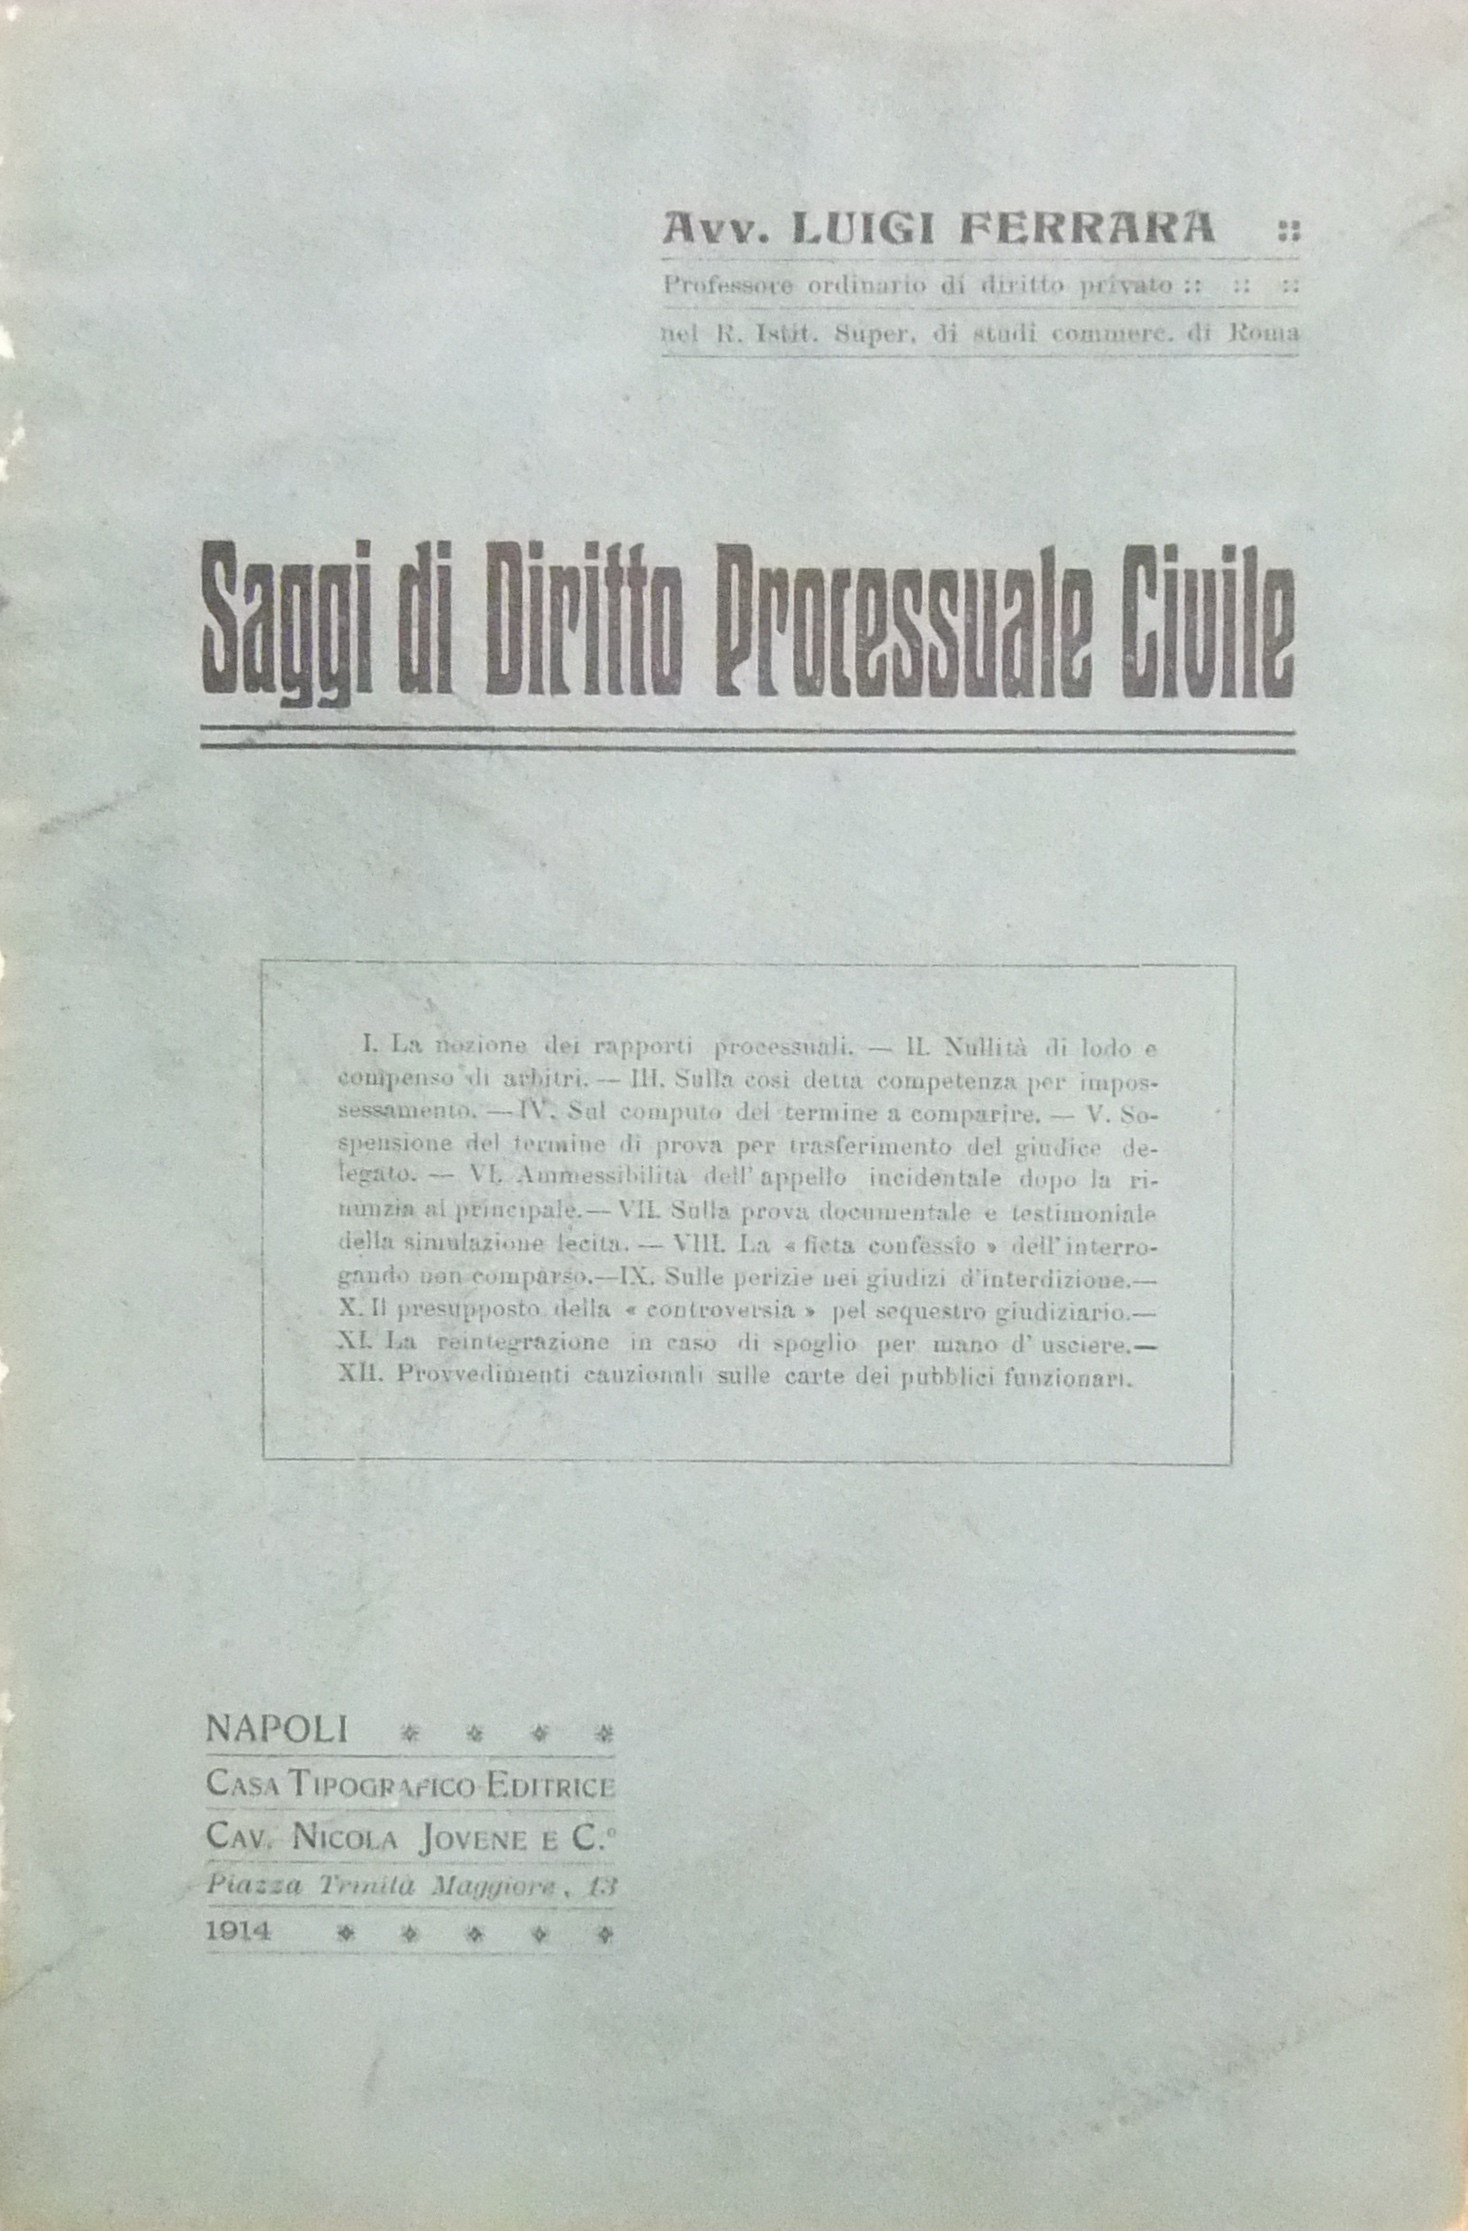 Avv. LUIGI FERRARA ::
Professore ordinario di diritto privato :: :: ::
nel R. Istit. Super. di studi commerc. di Roma
Saggi di Diritto Processuale Civile
I. La nozione dei rapporti processuali. — II. Nullità di lodo e
compenso di arbitri. — III. Sulla così detta competenza per impos-
sessamento. — IV. Sul computo del termine a comparire. — V. So-
spensione del termine di prova per trasferimento del giudice de-
legato. — VI. Ammessibilità dell' appello incidentale dopo la ri-
nunzia al principale. — VII. Sulla prova documentale e testimoniale
della simulazione lecita. — VIII. La « ficta confessio » dell' interro-
gando non comparso. — IX. Sulle perizie nei giudizi d'interdizione. —
X. Il presupposto della « controversia » pel sequestro giudiziario. —
XI. La reintegrazione in caso di spoglio per mano d' usciere. —
XII. Provvedimenti cauzionali sulle carte dei pubblici funzionari.
NAPOLI
CASA TIPOGRAFICO-EDITRICE
CAV. NICOLA JOVENE E C.º
Piazza Trinità Maggiore, 13
1914